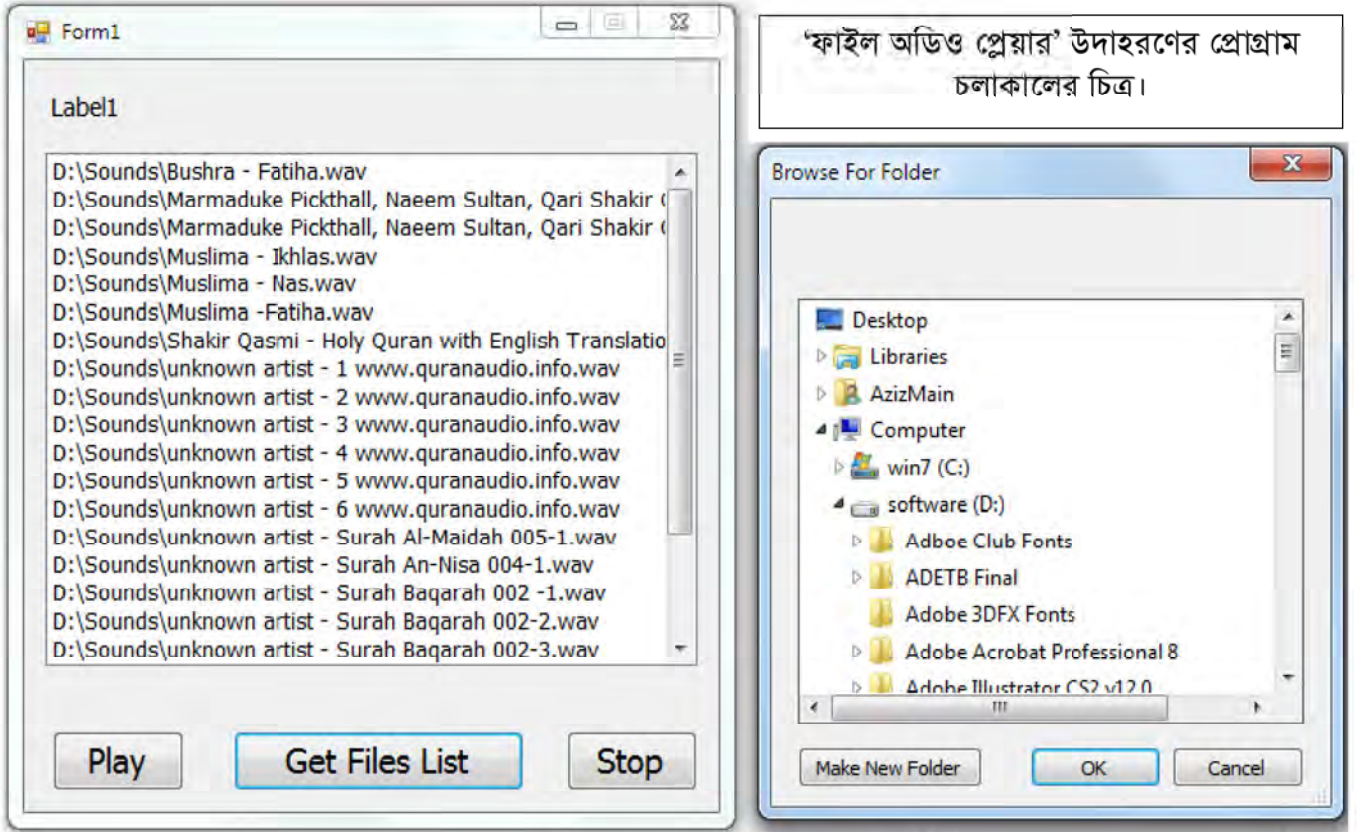 Form1
Label1
D:\Sounds\Bushra - Fatiha.wav
D:\Sounds\Marmaduke Pickthall, Naeem Sultan, Qari Shakir
D:\Sounds\Marmaduke Pickthall, Naeem Sultan, Qari Shakir
D:\Sounds\Muslima - Ikhlas.wav
D:\Sounds\Muslima - Nas.wav
D:\Sounds\Muslima -Fatiha.wav
D:\Sounds\Shakir Qasmi - Holy Quran with English Translatio
D:\Sounds\unknown artist - 1 www.quranaudio.info.wav
D:\Sounds\unknown artist - 2 www.quranaudio.info.wav
D:\Sounds\unknown artist - 3 www.quranaudio.info.wav
D:\Sounds\unknown artist - 4 www.quranaudio.info.wav
D:\Sounds\unknown artist - 5 www.quranaudio.info.wav
D:\Sounds\unknown artist - 6 www.quranaudio.info.wav
D:\Sounds\unknown artist - Surah Al-Maidah 005-1.wav
D:\Sounds\unknown artist - Surah An-Nisa 004-1.wav
D:\Sounds\unknown artist - Surah Baqarah 002 -1.wav
D:\Sounds\unknown artist - Surah Baqarah 002-2.wav
D:\Sounds\unknown artist - Surah Baqarah 002-3.wav
Play
Get Files List
Stop
‘ফাইল অডিও প্লেয়ার’ উদাহরণের প্রোগ্রাম
চলাকালের চিত্র।
Browse For Folder
Desktop
Libraries
AzizMain
Computer
win7 (C:)
software (D:)
Adboe Club Fonts
ADETB Final
Adobe 3DFX Fonts
Adobe Acrobat Professional 8
Adobe Illustrator CS2 v12.0
Make New Folder
OK
Cancel